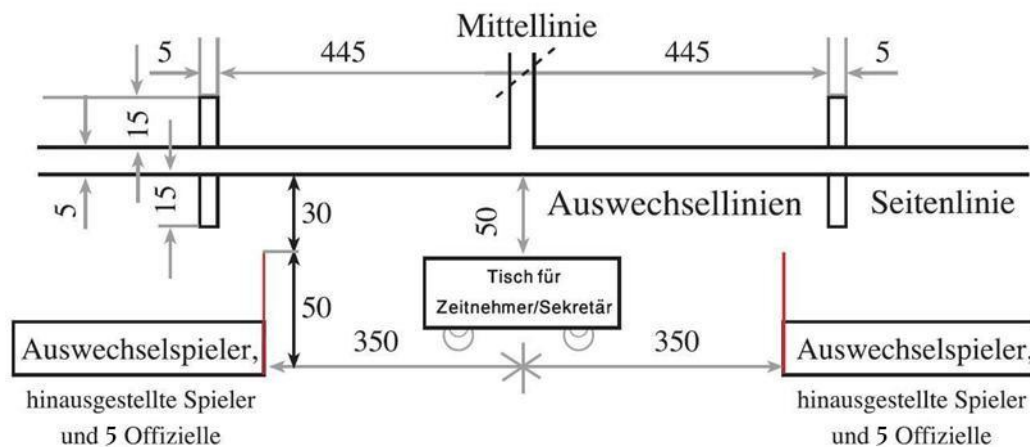 Mittellinie
5 445 445 5
15
15
5
30
50
Auswechsellinien
Seitenlinie
50
Tisch für
Zeitnehmer/Sekretär
350
350
Auswechselspieler,
hinausgestellte Spieler
und 5 Offizielle
Auswechselspieler,
hinausgestellte Spieler
und 5 Offizielle